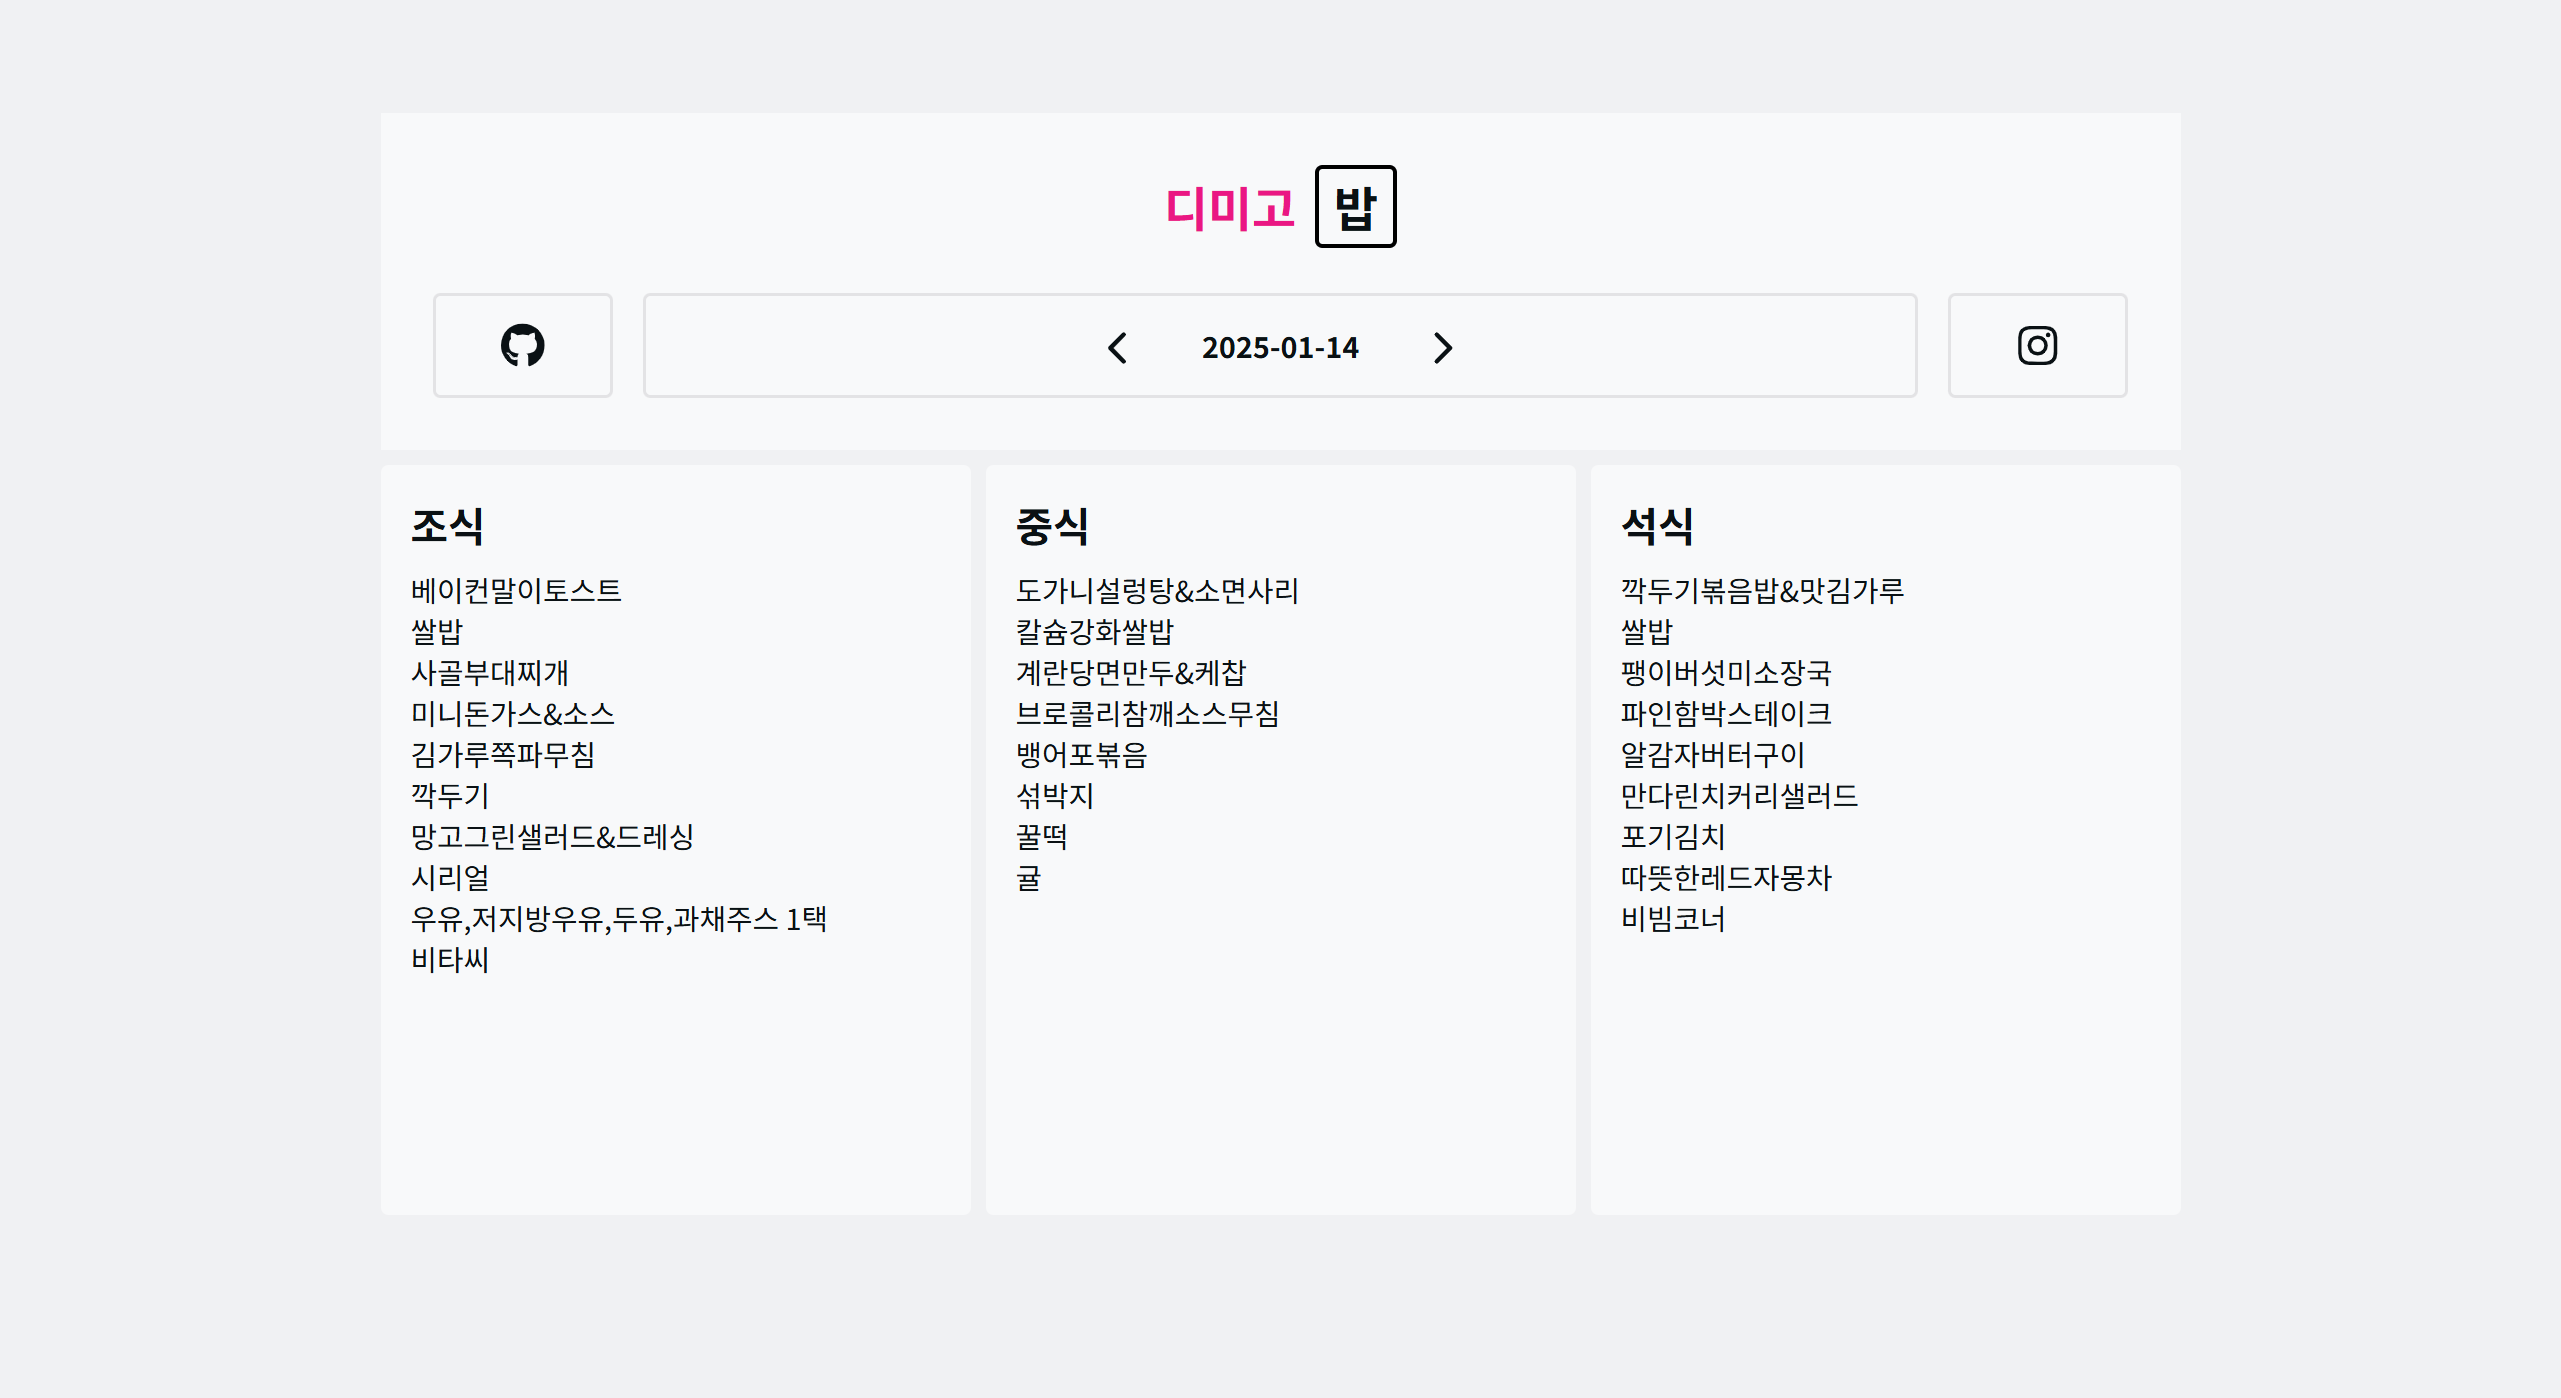 디미고 밥
2025-01-14
조식
베이컨말이토스트
쌀밥
사골부대찌개
미니돈가스&소스
김가루쪽파무침
깍두기
망고그린샐러드&드레싱
시리얼
우유,저지방우유,두유,과채주스 1택
비타씨
중식
도가니설렁탕&소면사리
칼슘강화쌀밥
계란당면만두&케찹
브로콜리참깨소스무침
뱅어포볶음
섞박지
꿀떡
귤
석식
깍두기볶음밥&맛김가루
쌀밥
팽이버섯미소장국
파인함박스테이크
알감자버터구이
만다린치커리샐러드
포기김치
따뜻한레드자몽차
비빔코너